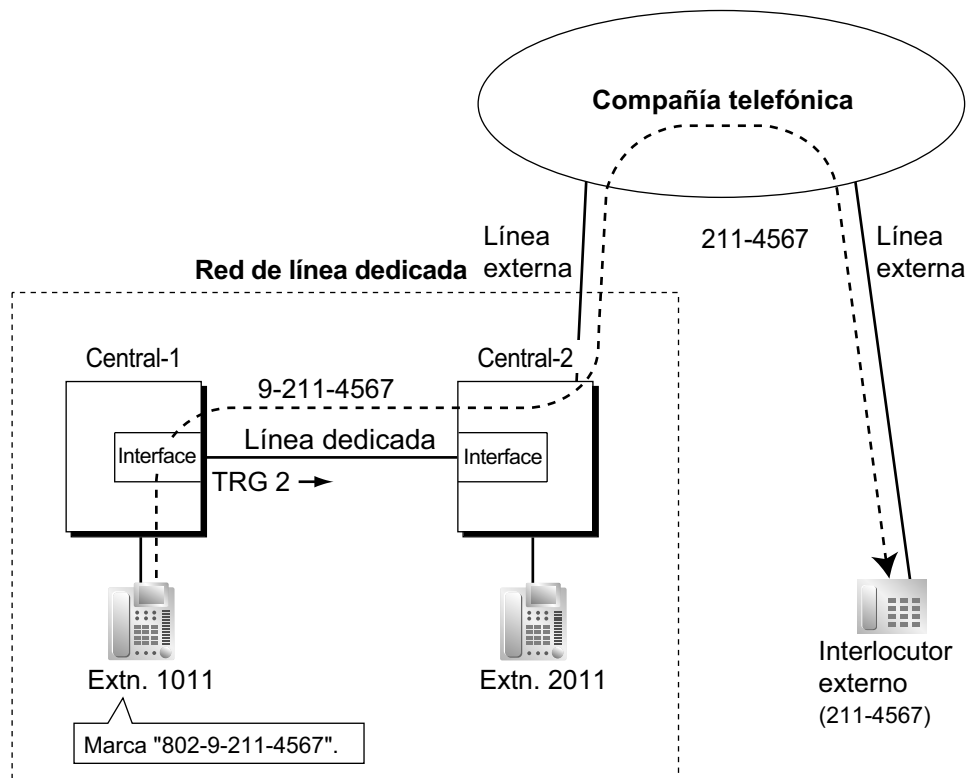 Compañía telefónica
Línea
externa
211-4567
Línea
externa
Red de línea dedicada
Central-1
Central-2
9-211-4567
Interface
Línea dedicada
Interface
TRG 2
Extn. 1011
Extn. 2011
Interlocutor
externo
(211-4567)
Marca "802-9-211-4567".